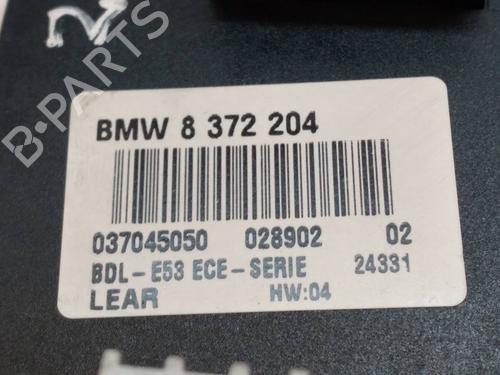 BMW 8 372 204
037045050 028902 02
BDL-E53 ECE-SERIE 24331
LEAR HW:04
B-PARTS